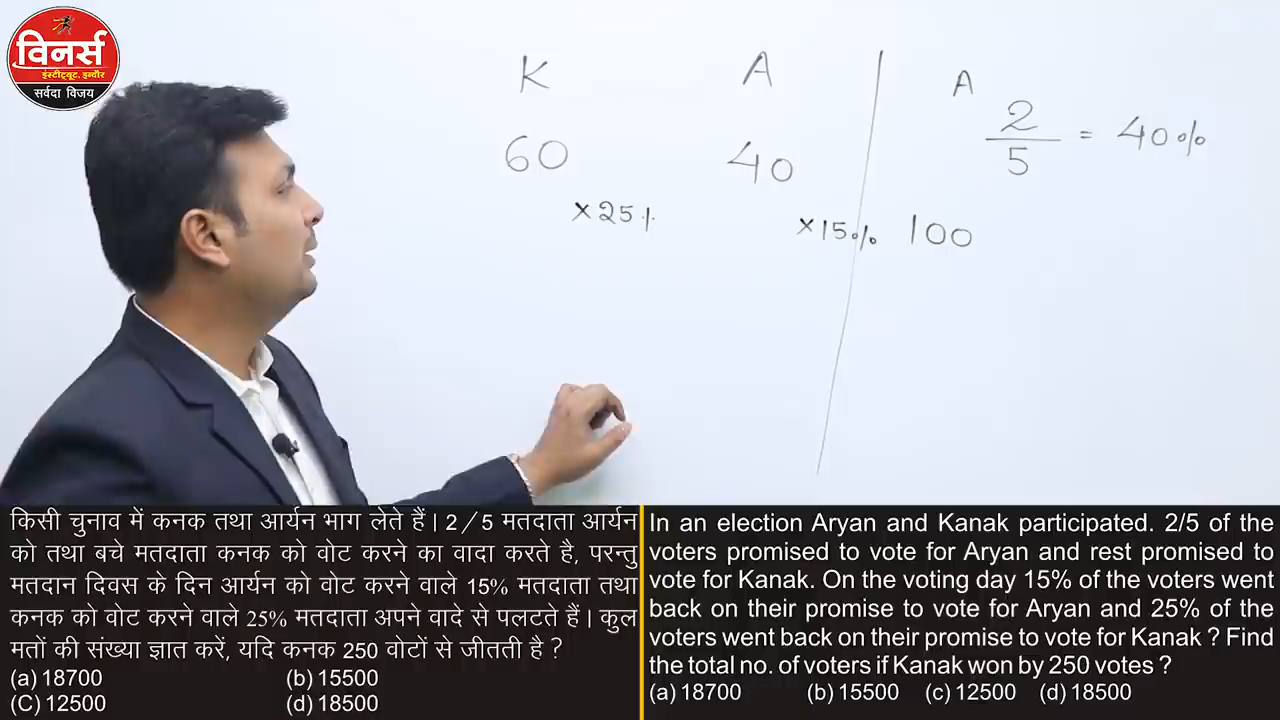 विनर्स
इंस्टीट्यूट, इन्दौर
सर्वदा विजय
K A
60 40
×25%
×15%
A
2/5 = 40%
100
किसी चुनाव में कनक तथा आर्यन भाग लेते हैं। 2/5 मतदाता आर्यन
को तथा बचे मतदाता कनक को वोट करने का वादा करते है, परन्तु
मतदान दिवस के दिन आर्यन को वोट करने वाले 15% मतदाता तथा
कनक को वोट करने वाले 25% मतदाता अपने वादे से पलटते हैं। कुल
मतों की संख्या ज्ञात करें, यदि कनक 250 वोटों से जीतती है ?
(a) 18700 (b) 15500
(C) 12500 (d) 18500
In an election Aryan and Kanak participated. 2/5 of the
voters promised to vote for Aryan and rest promised to
vote for Kanak. On the voting day 15% of the voters went
back on their promise to vote for Aryan and 25% of the
voters went back on their promise to vote for Kanak ? Find
the total no. of voters if Kanak won by 250 votes ?
(a) 18700 (b) 15500 (c) 12500 (d) 18500